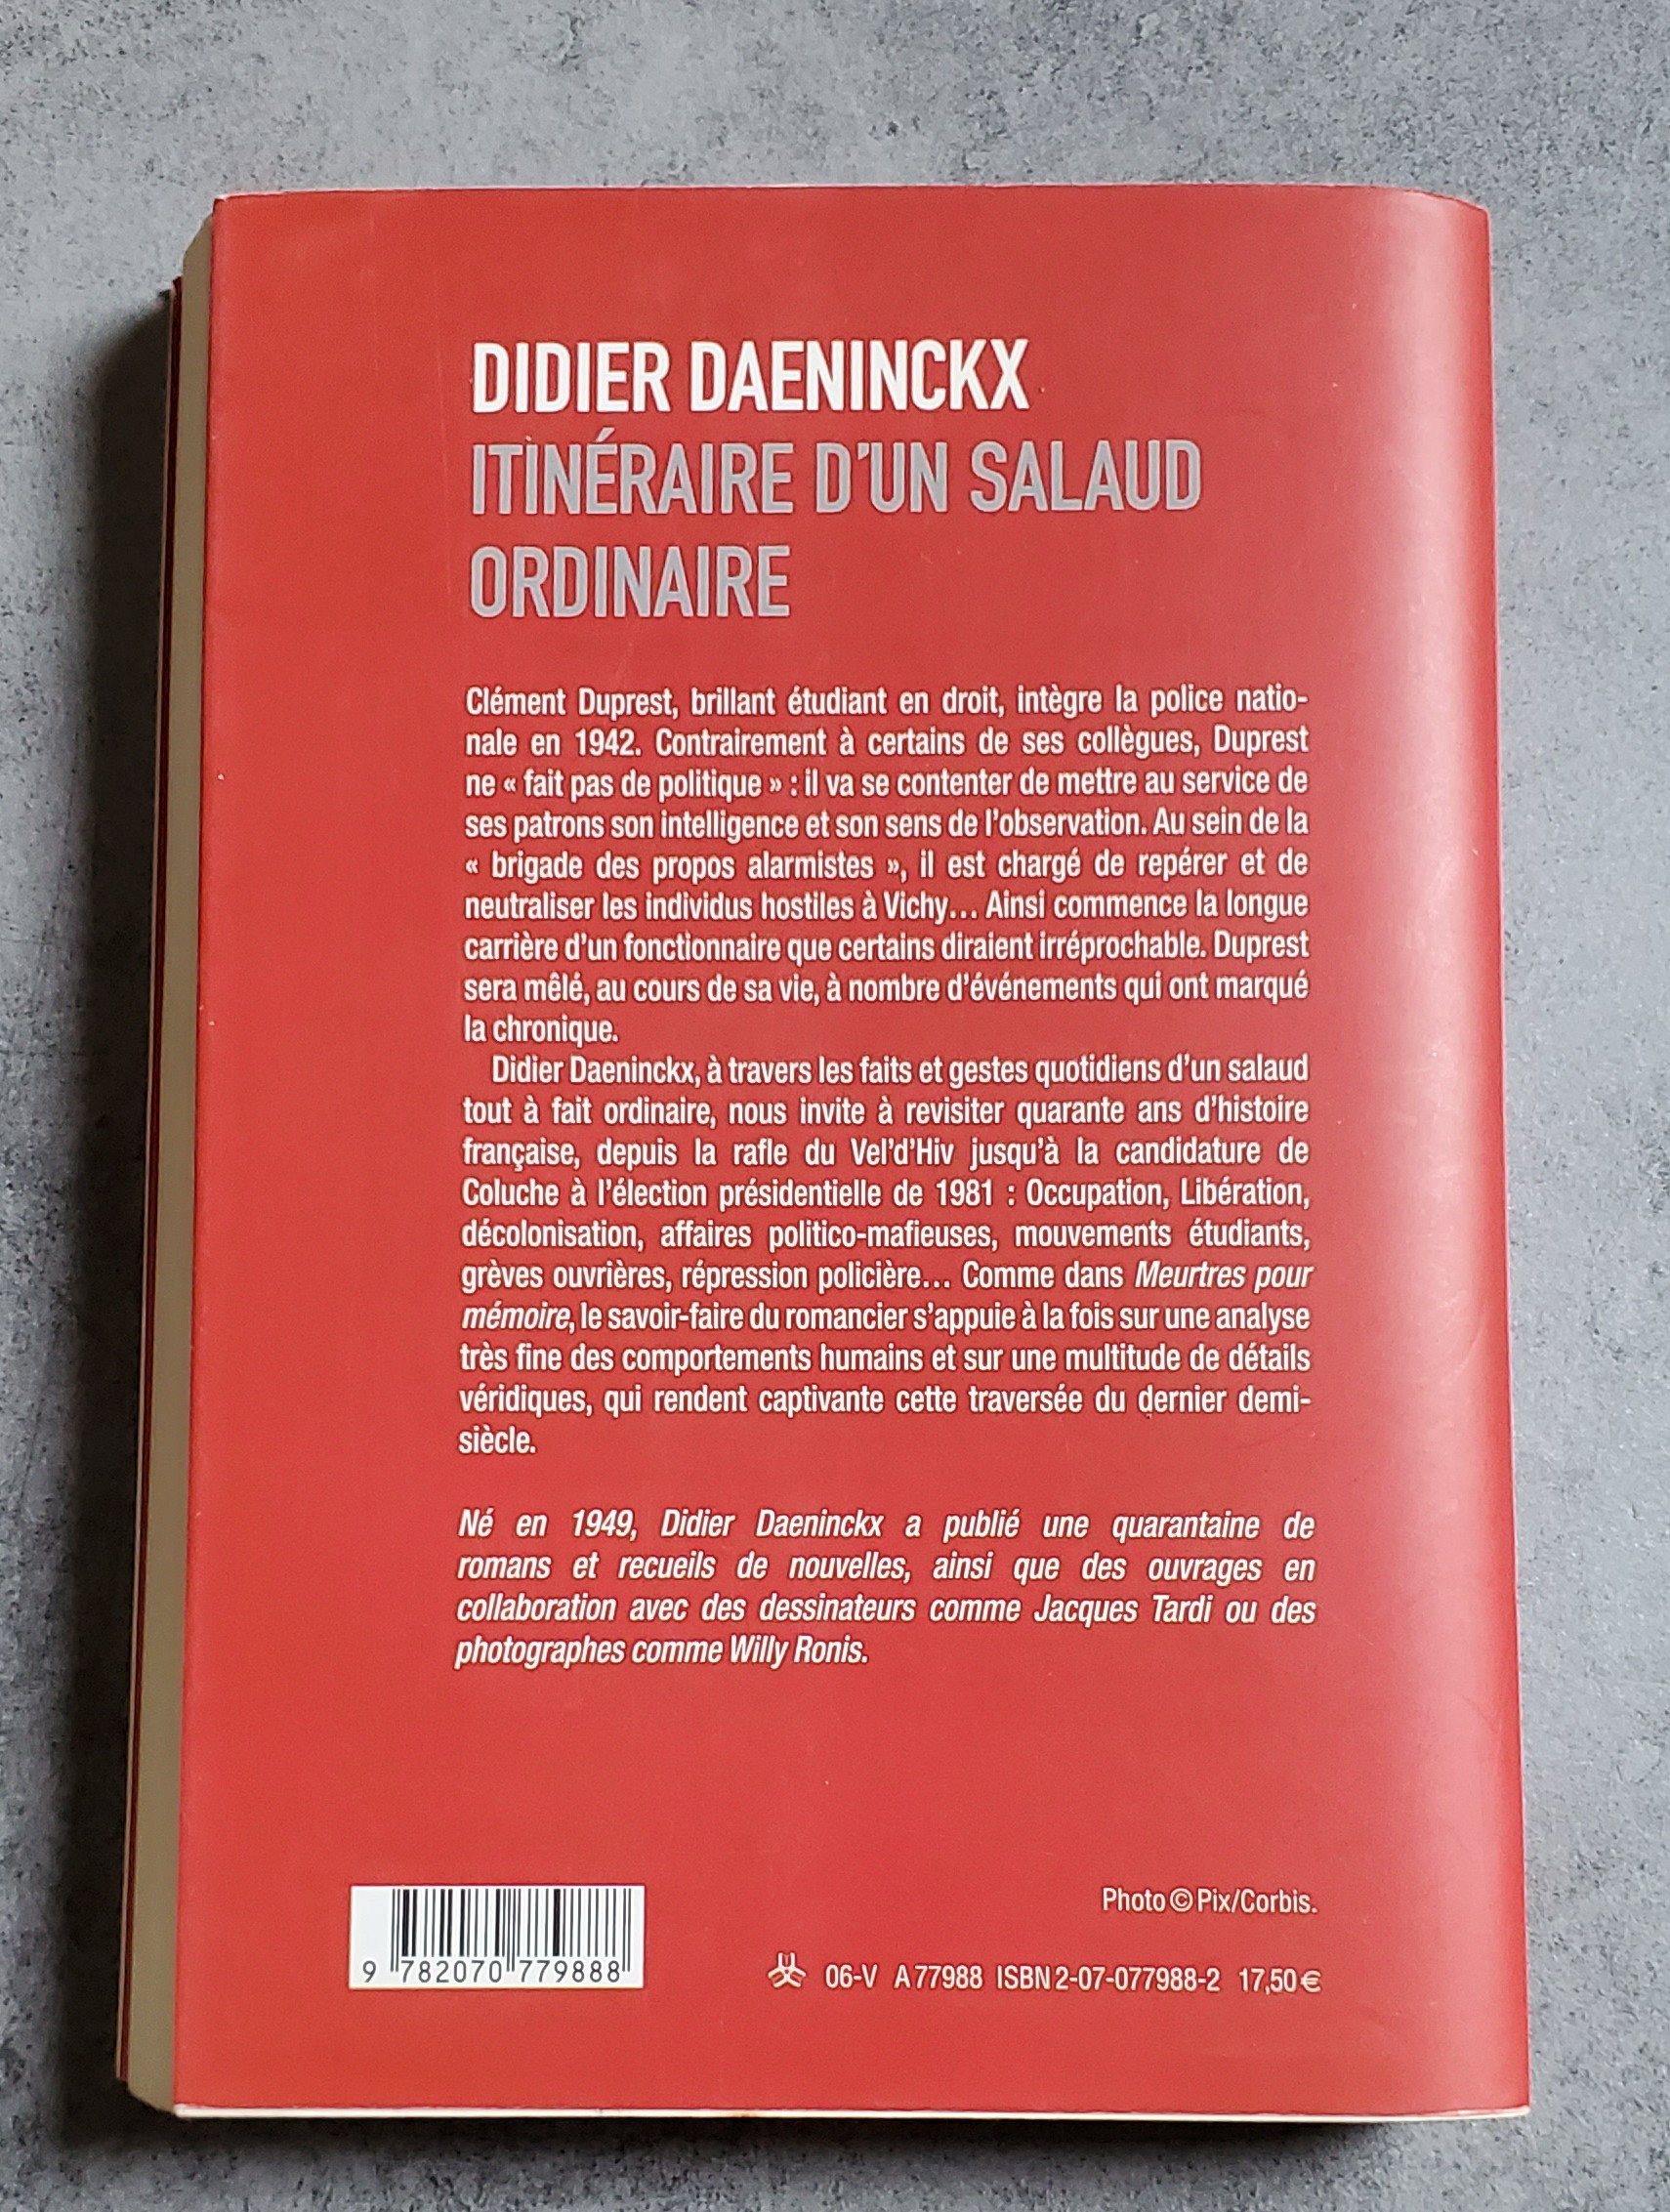 DIDIER DAENINCKX
ITINÉRAIRE D'UN SALAUD
ORDINAIRE
Clément Duprest, brillant étudiant en droit, intègre la police natio-
nale en 1942. Contrairement à certains de ses collègues, Duprest
ne « fait pas de politique » : il va se contenter de mettre au service de
ses patrons son intelligence et son sens de l'observation. Au sein de la
« brigade des propos alarmistes », il est chargé de repérer et de
neutraliser les individus hostiles à Vichy... Ainsi commence la longue
carrière d'un fonctionnaire que certains diraient irréprochable. Duprest
sera mêlé, au cours de sa vie, à nombre d'événements qui ont marqué
la chronique.
Didier Daeninckx, à travers les faits et gestes quotidiens d'un salaud
tout à fait ordinaire, nous invite à revisiter quarante ans d'histoire
française, depuis la rafle du Vel'd'Hiv jusqu'à la candidature de
Coluche à l'élection présidentielle de 1981 : Occupation, Libération,
décolonisation, affaires politico-mafieuses, mouvements étudiants,
grèves ouvrières, répression policière... Comme dans Meurtres pour
mémoire, le savoir-faire du romancier s'appuie à la fois sur une analyse
très fine des comportements humains et sur une multitude de détails
véridiques, qui rendent captivante cette traversée du dernier demi-
siècle.
Né en 1949, Didier Daeninckx a publié une quarantaine de
romans et recueils de nouvelles, ainsi que des ouvrages en
collaboration avec des dessinateurs comme Jacques Tardi ou des
photographes comme Willy Ronis.
Photo © Pix/Corbis.
9 782070 779888
06-V A 77988 ISBN 2-07-077988-2 17,50 €